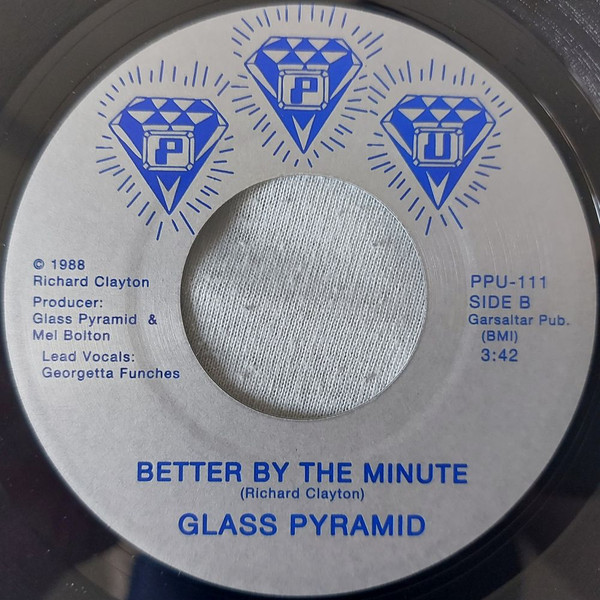 P P U
© 1988
Richard Clayton
Producer:
Glass Pyramid &
Mel Bolton
Lead Vocals:
Georgetta Funches
PPU-111
SIDE B
Garsaltar Pub.
(BMI)
3:42
BETTER BY THE MINUTE
(Richard Clayton)
GLASS PYRAMID